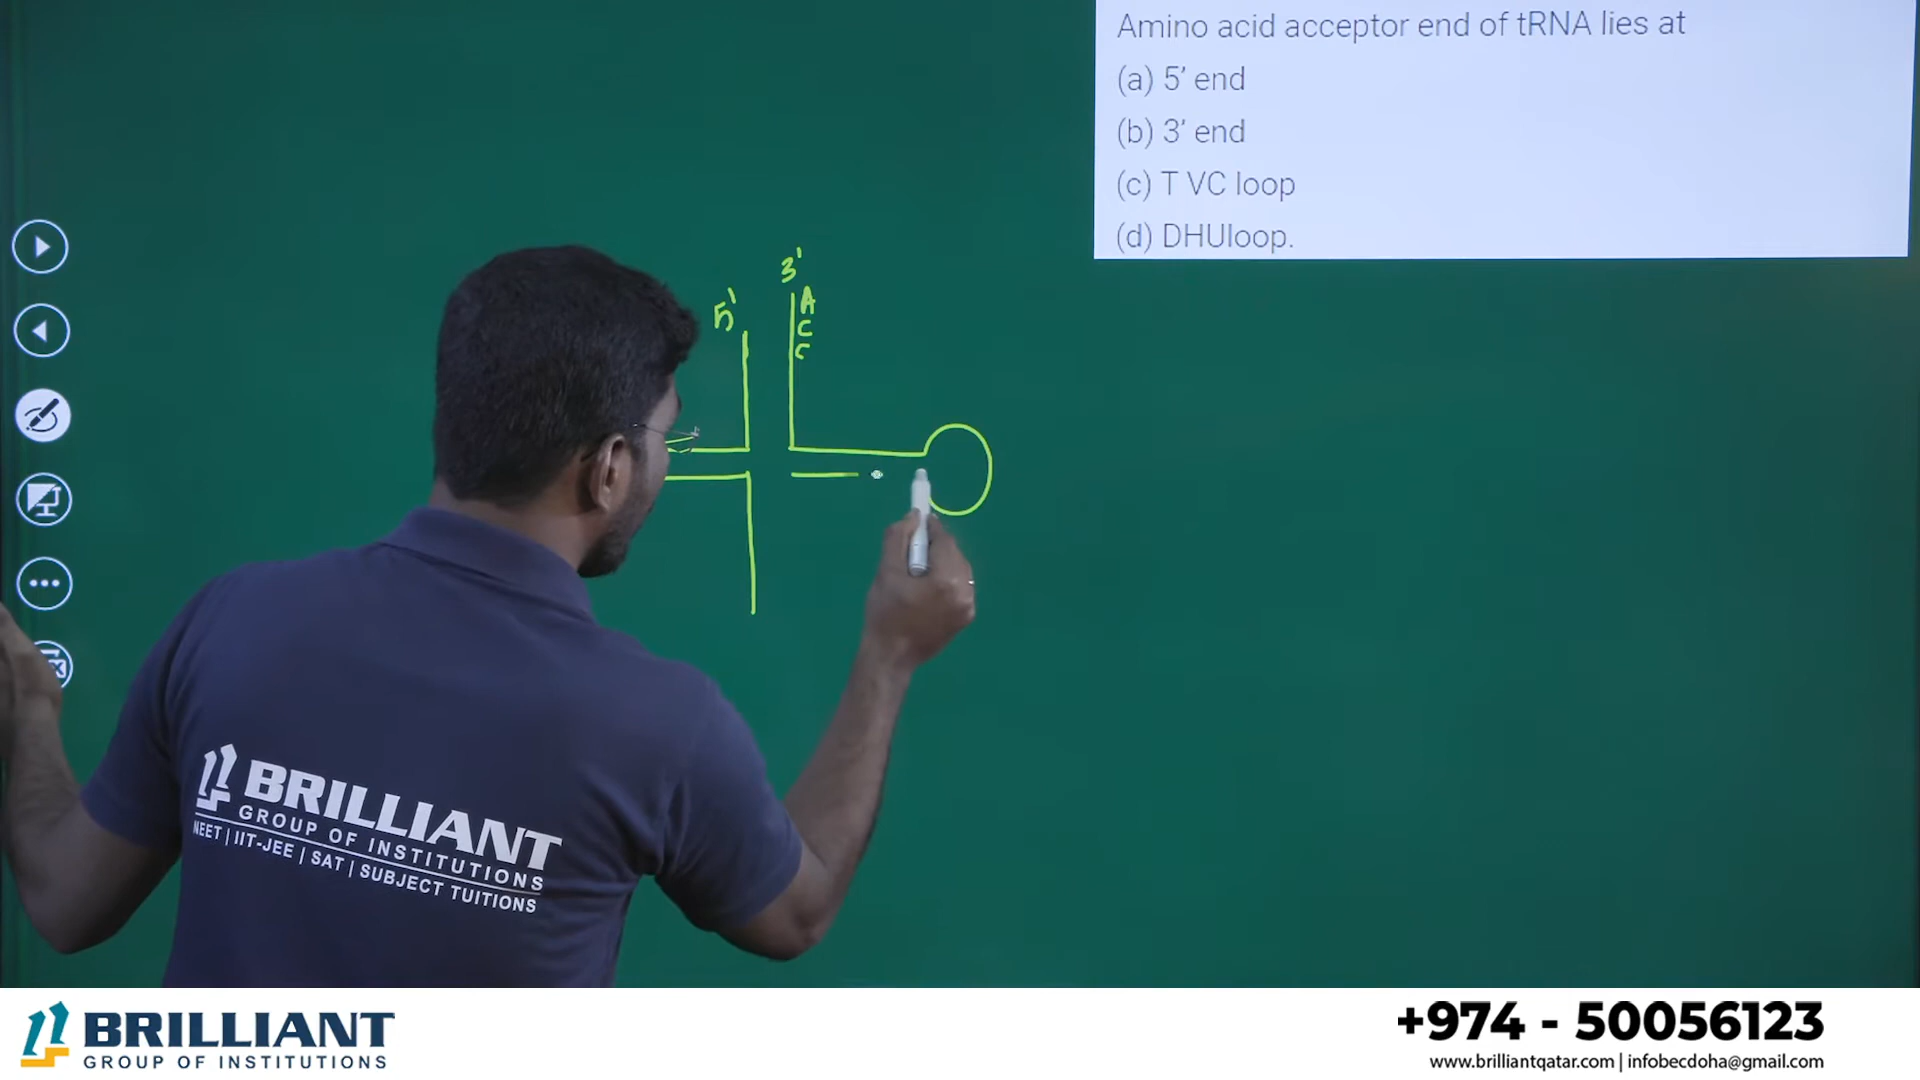 Amino acid acceptor end of tRNA lies at
(a) 5’ end
(b) 3’ end
(c) T VC loop
(d) DHUloop.
5'
3'
A
C
C
BRILLIANT
GROUP OF INSTITUTIONS
NEET | IIT-JEE | SAT | SUBJECT TUITIONS
BRILLIANT
GROUP OF INSTITUTIONS
+974 - 50056123
www.brilliantqatar.com | infobecdoha@gmail.com